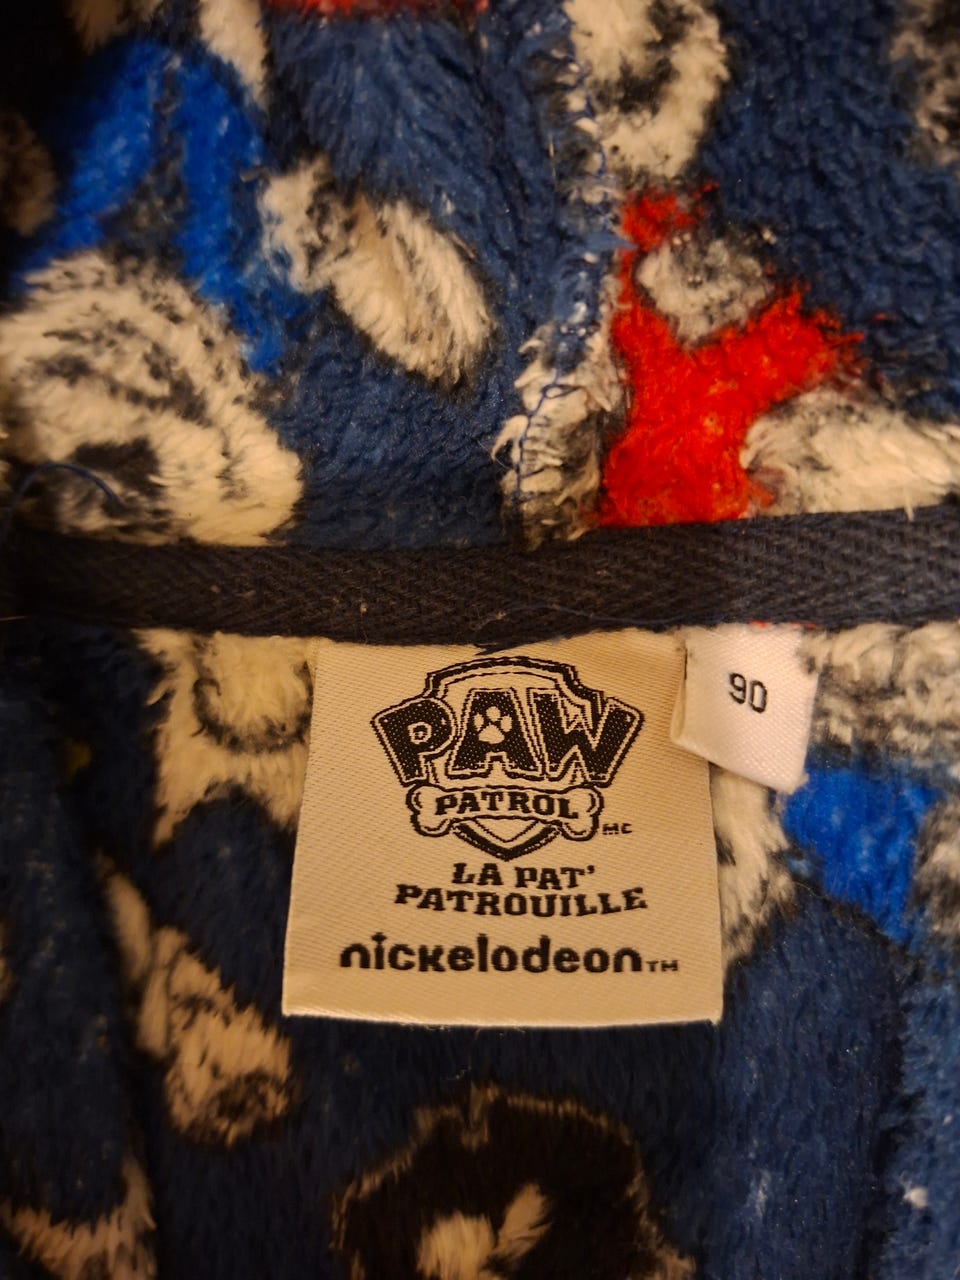 PAW
PATROL MC
LA PAT'
PATROUILLE
nickelodeon TM
90